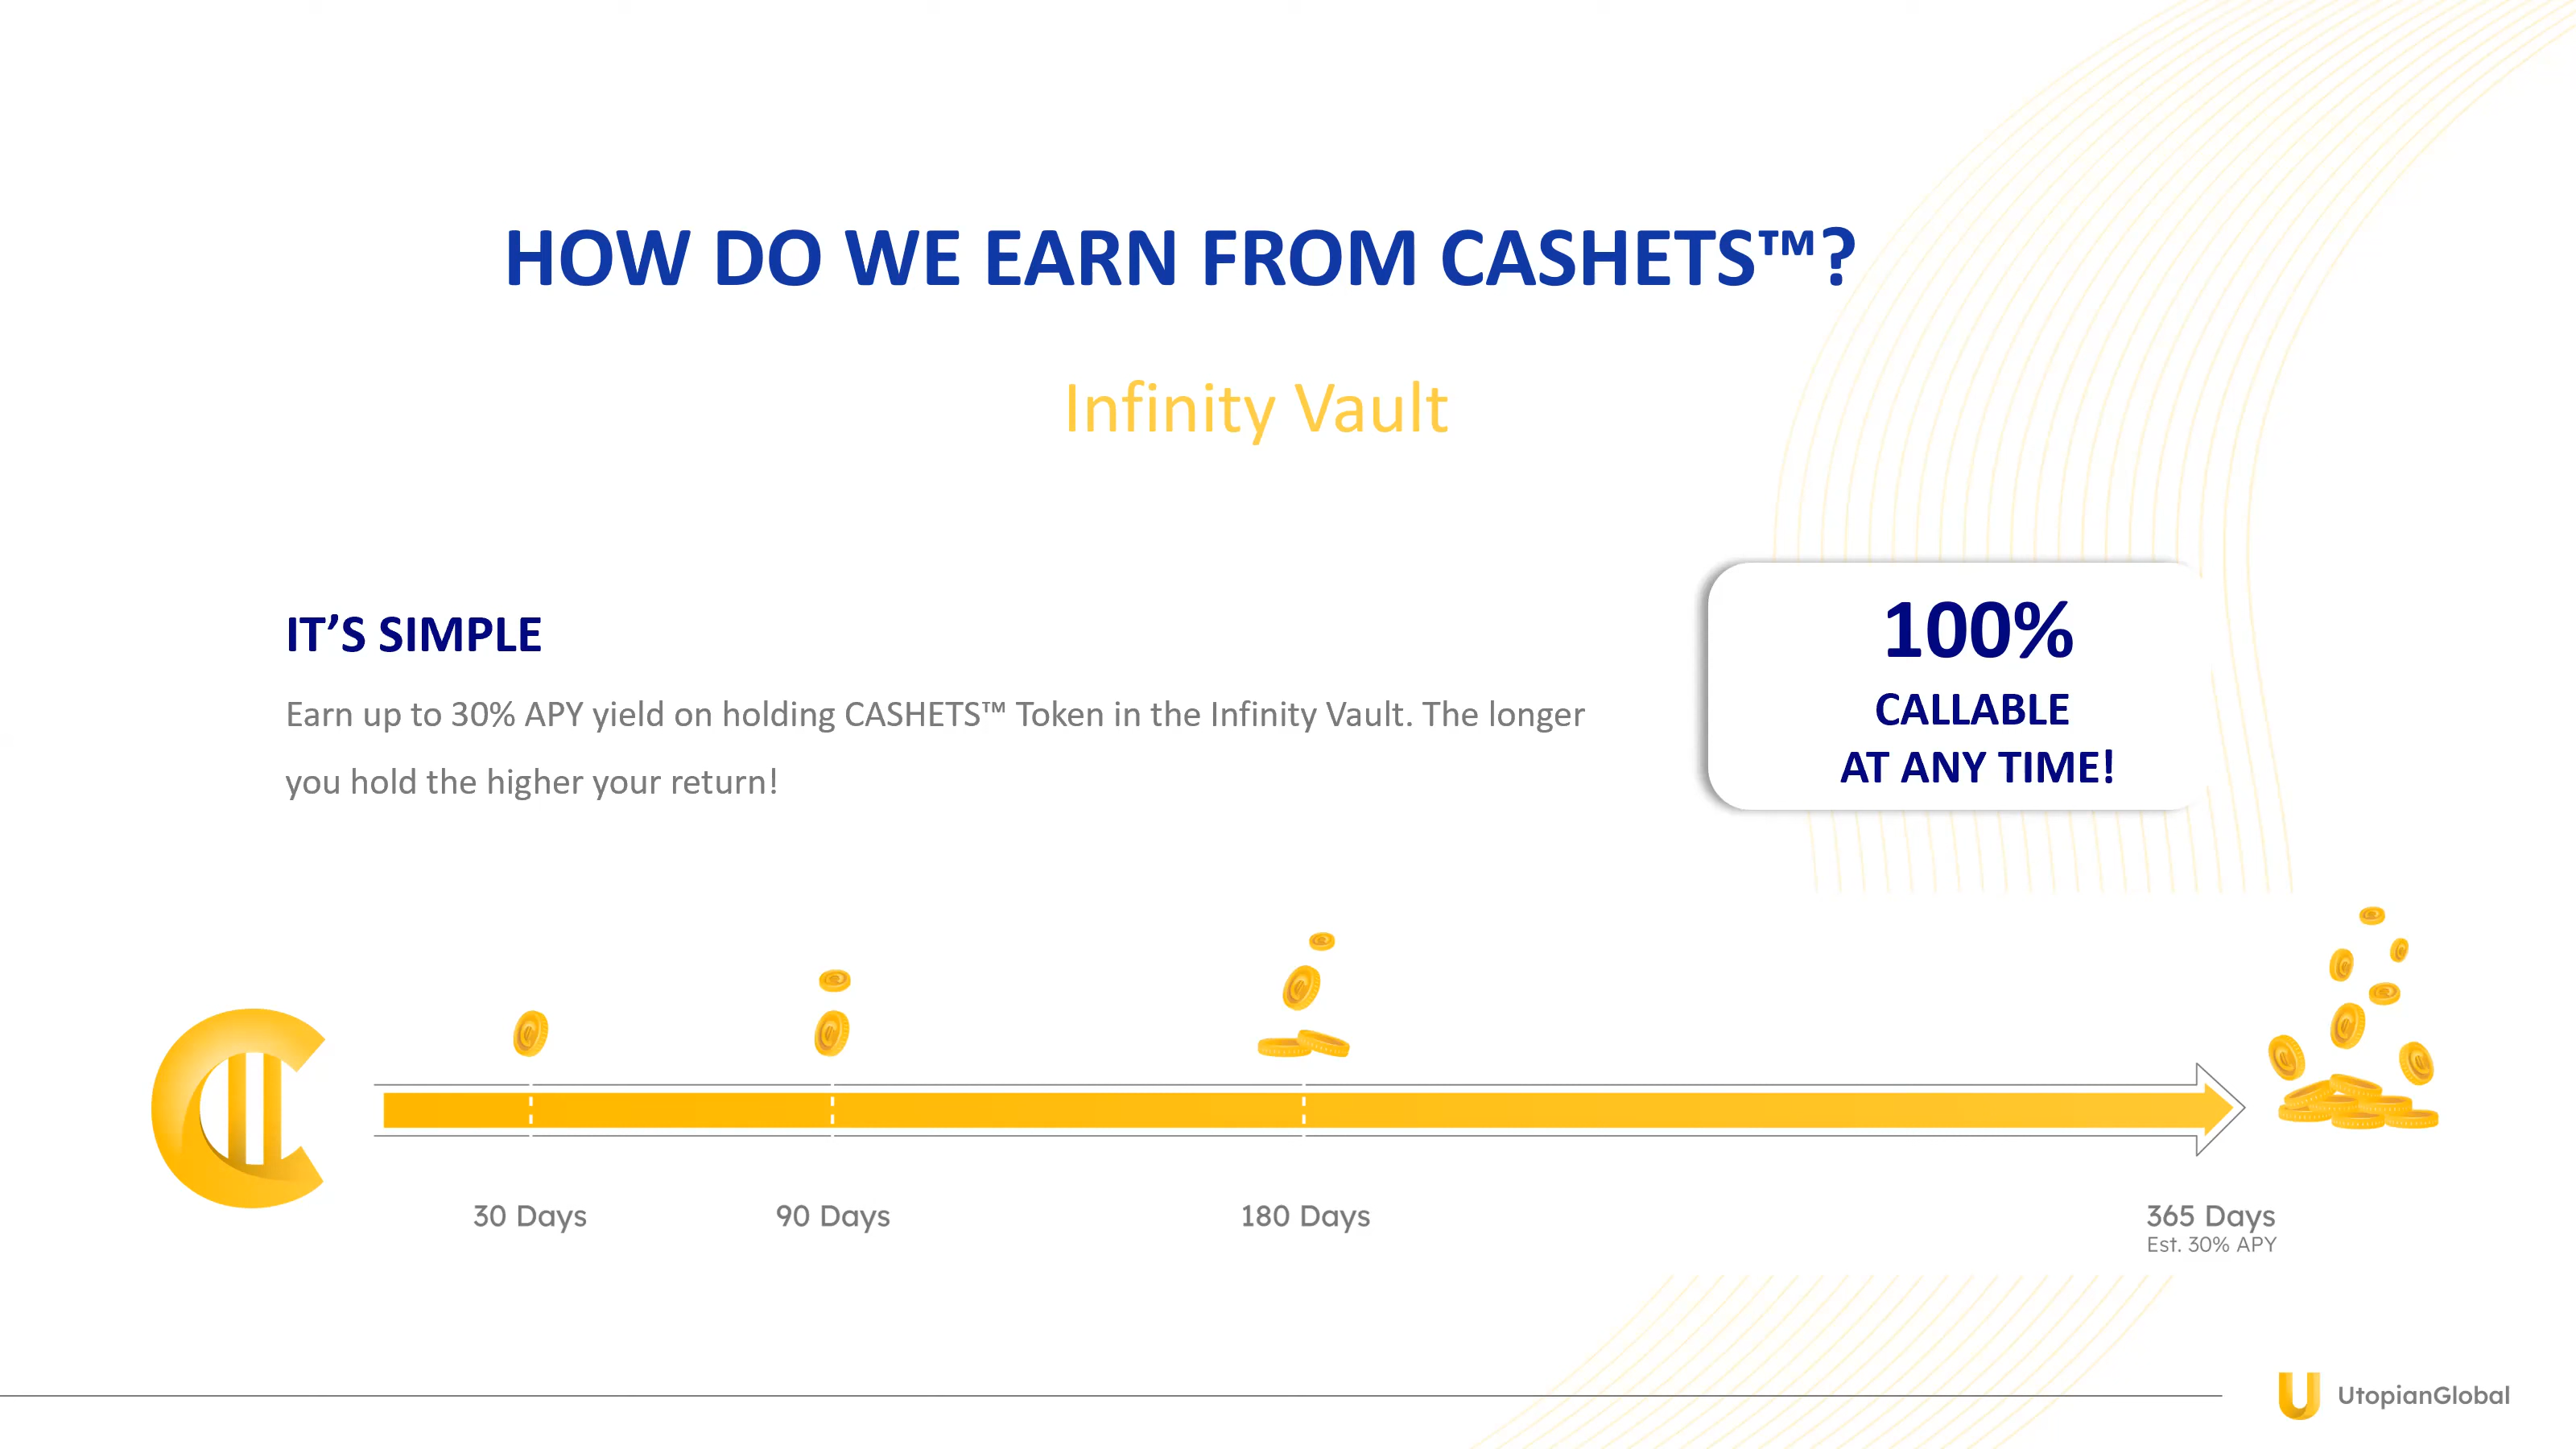 HOW DO WE EARN FROM CASHETS™?
Infinity Vault
IT’S SIMPLE
Earn up to 30% APY yield on holding CASHETS™ Token in the Infinity Vault. The longer
you hold the higher your return!
100%
CALLABLE
AT ANY TIME!
30 Days
90 Days
180 Days
365 Days
Est. 30% APY
UtopianGlobal